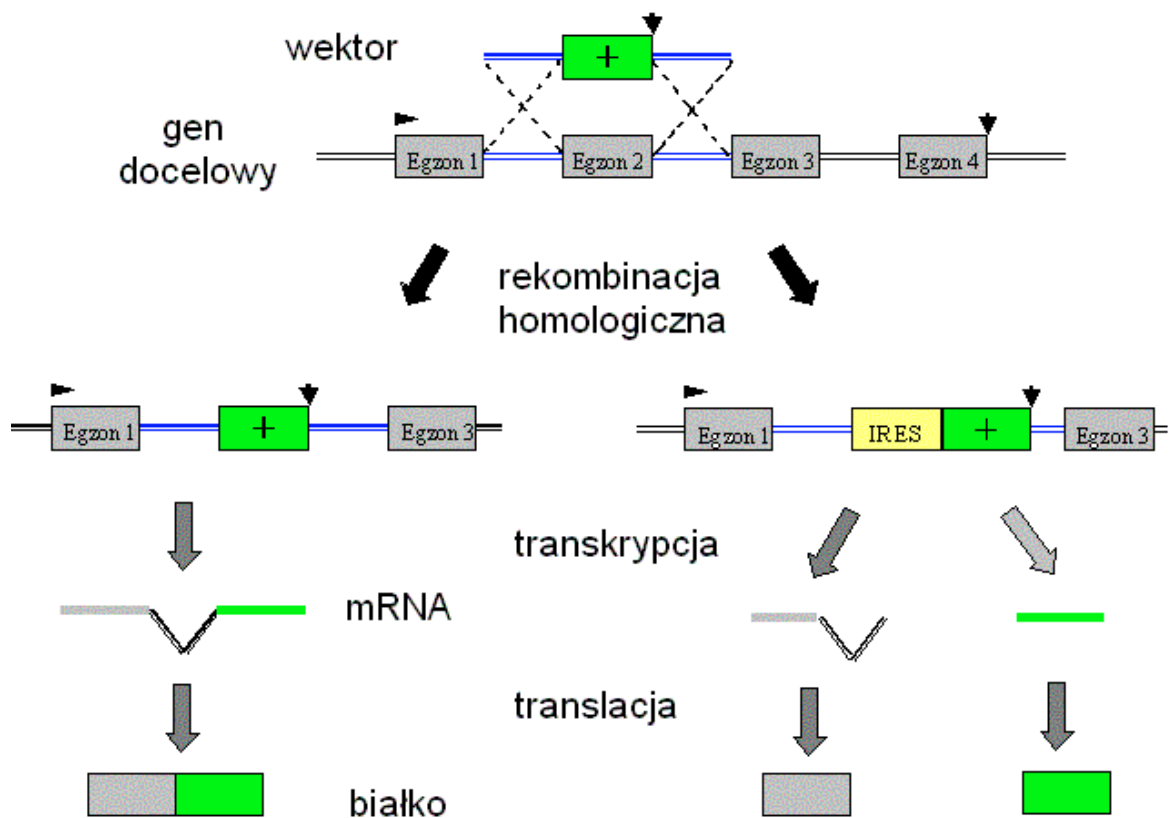 wektor
+
gen
docelowy
Egzon 1
Egzon 2
Egzon 3
Egzon 4
rekombinacja
homologiczna
Egzon 1
+
Egzon 3
Egzon 1
IRES
+
Egzon 3
transkrypcja
mRNA
translacja
białko